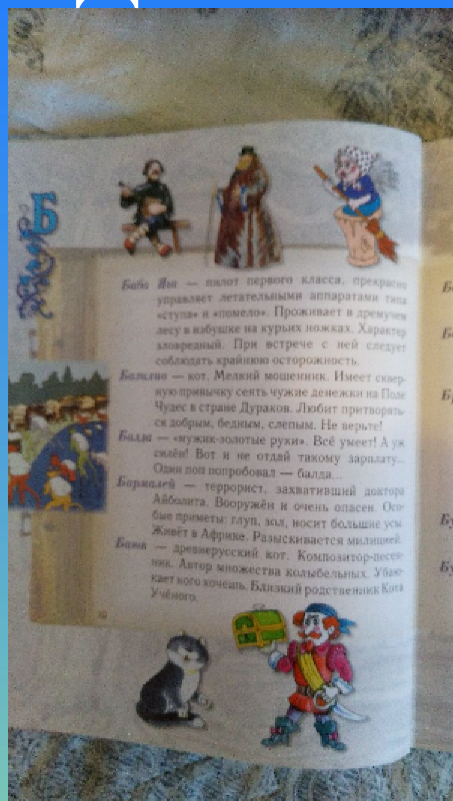 Б
Баба Яга — пилот первого класса, прекрасно
управляет летательными аппаратами типа
«ступа» и «помело». Проживает в дремучем
лесу в избушке на курьих ножках. Характер
зловредный. При встрече с ней следует
соблюдать крайнюю осторожность.
Базилио — кот. Мелкий мошенник. Имеет сквер-
ную привычку сеять чужие денежки на Поле
Чудес в стране Дураков. Любит притворять-
ся добрым, бедным, слепым. Не верьте!
Балда — «мужик-золотые руки». Всё умеет! А уж
силён! Вот я не отдал такому зарплату...
Один поп попробовал — балда...
Бармалей — террорист, захвативший доктора
Айболита. Вооружён и очень опасен. Осо-
бые приметы: глуп, зол, носит большие усы.
Живёт в Африке. Разыскивается милицией.
Баюн — древнерусский кот. Композитор-песен-
ник. Автор множества колыбельных. Убаю-
кает кого хочешь. Близкий родственник Кота
Учёного.